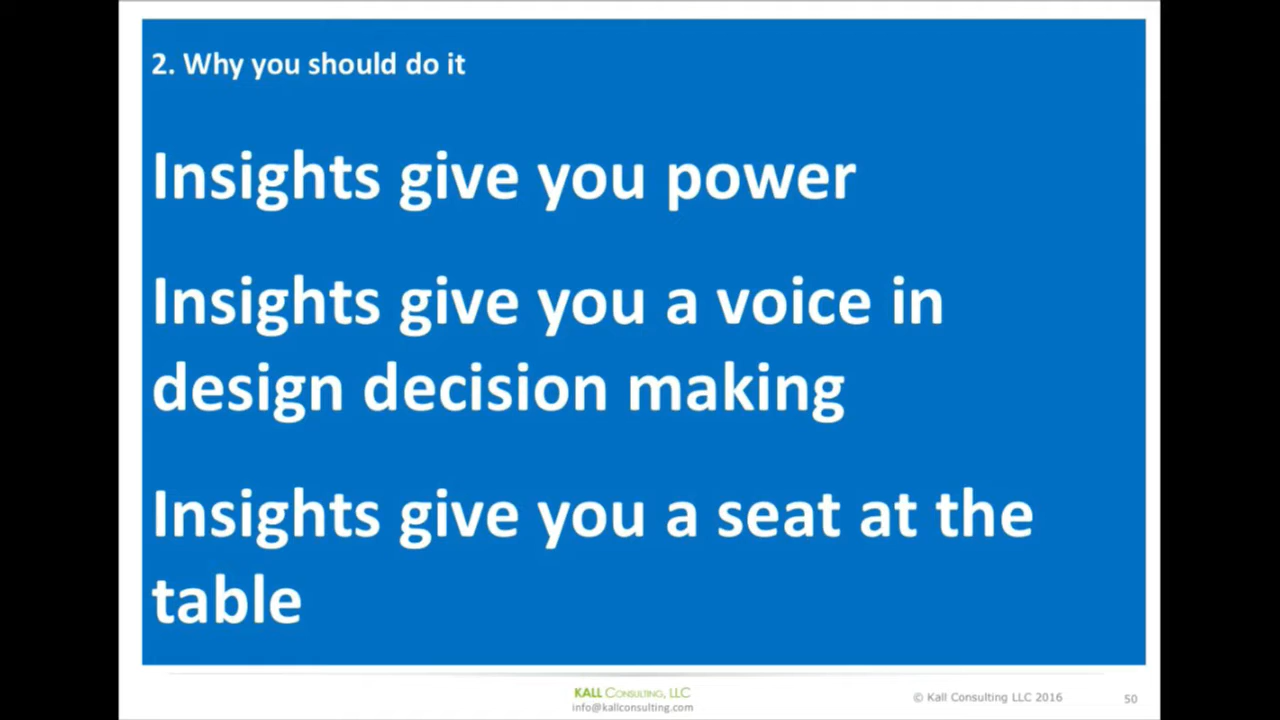 2. Why you should do it
Insights give you power
Insights give you a voice in
design decision making
Insights give you a seat at the
table
KALL CONSULTING, LLC
info@kallconsulting.com
© Kall Consulting LLC 2016
50